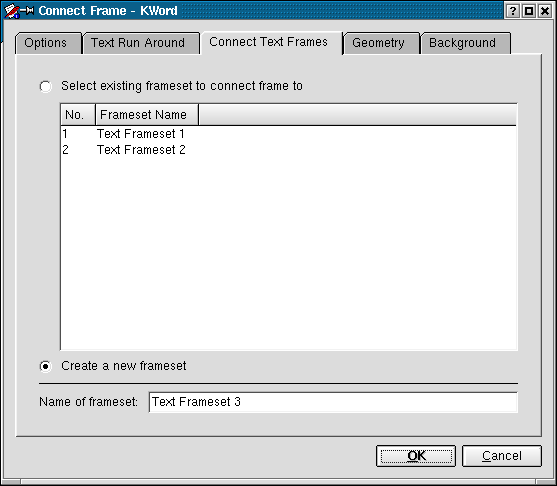 Connect Frame - KWord
Options Text Run Around Connect Text Frames Geometry Background
Select existing frameset to connect frame to
No. Frameset Name
1 Text Frameset 1
2 Text Frameset 2
Create a new frameset
Name of frameset: Text Frameset 3
OK Cancel